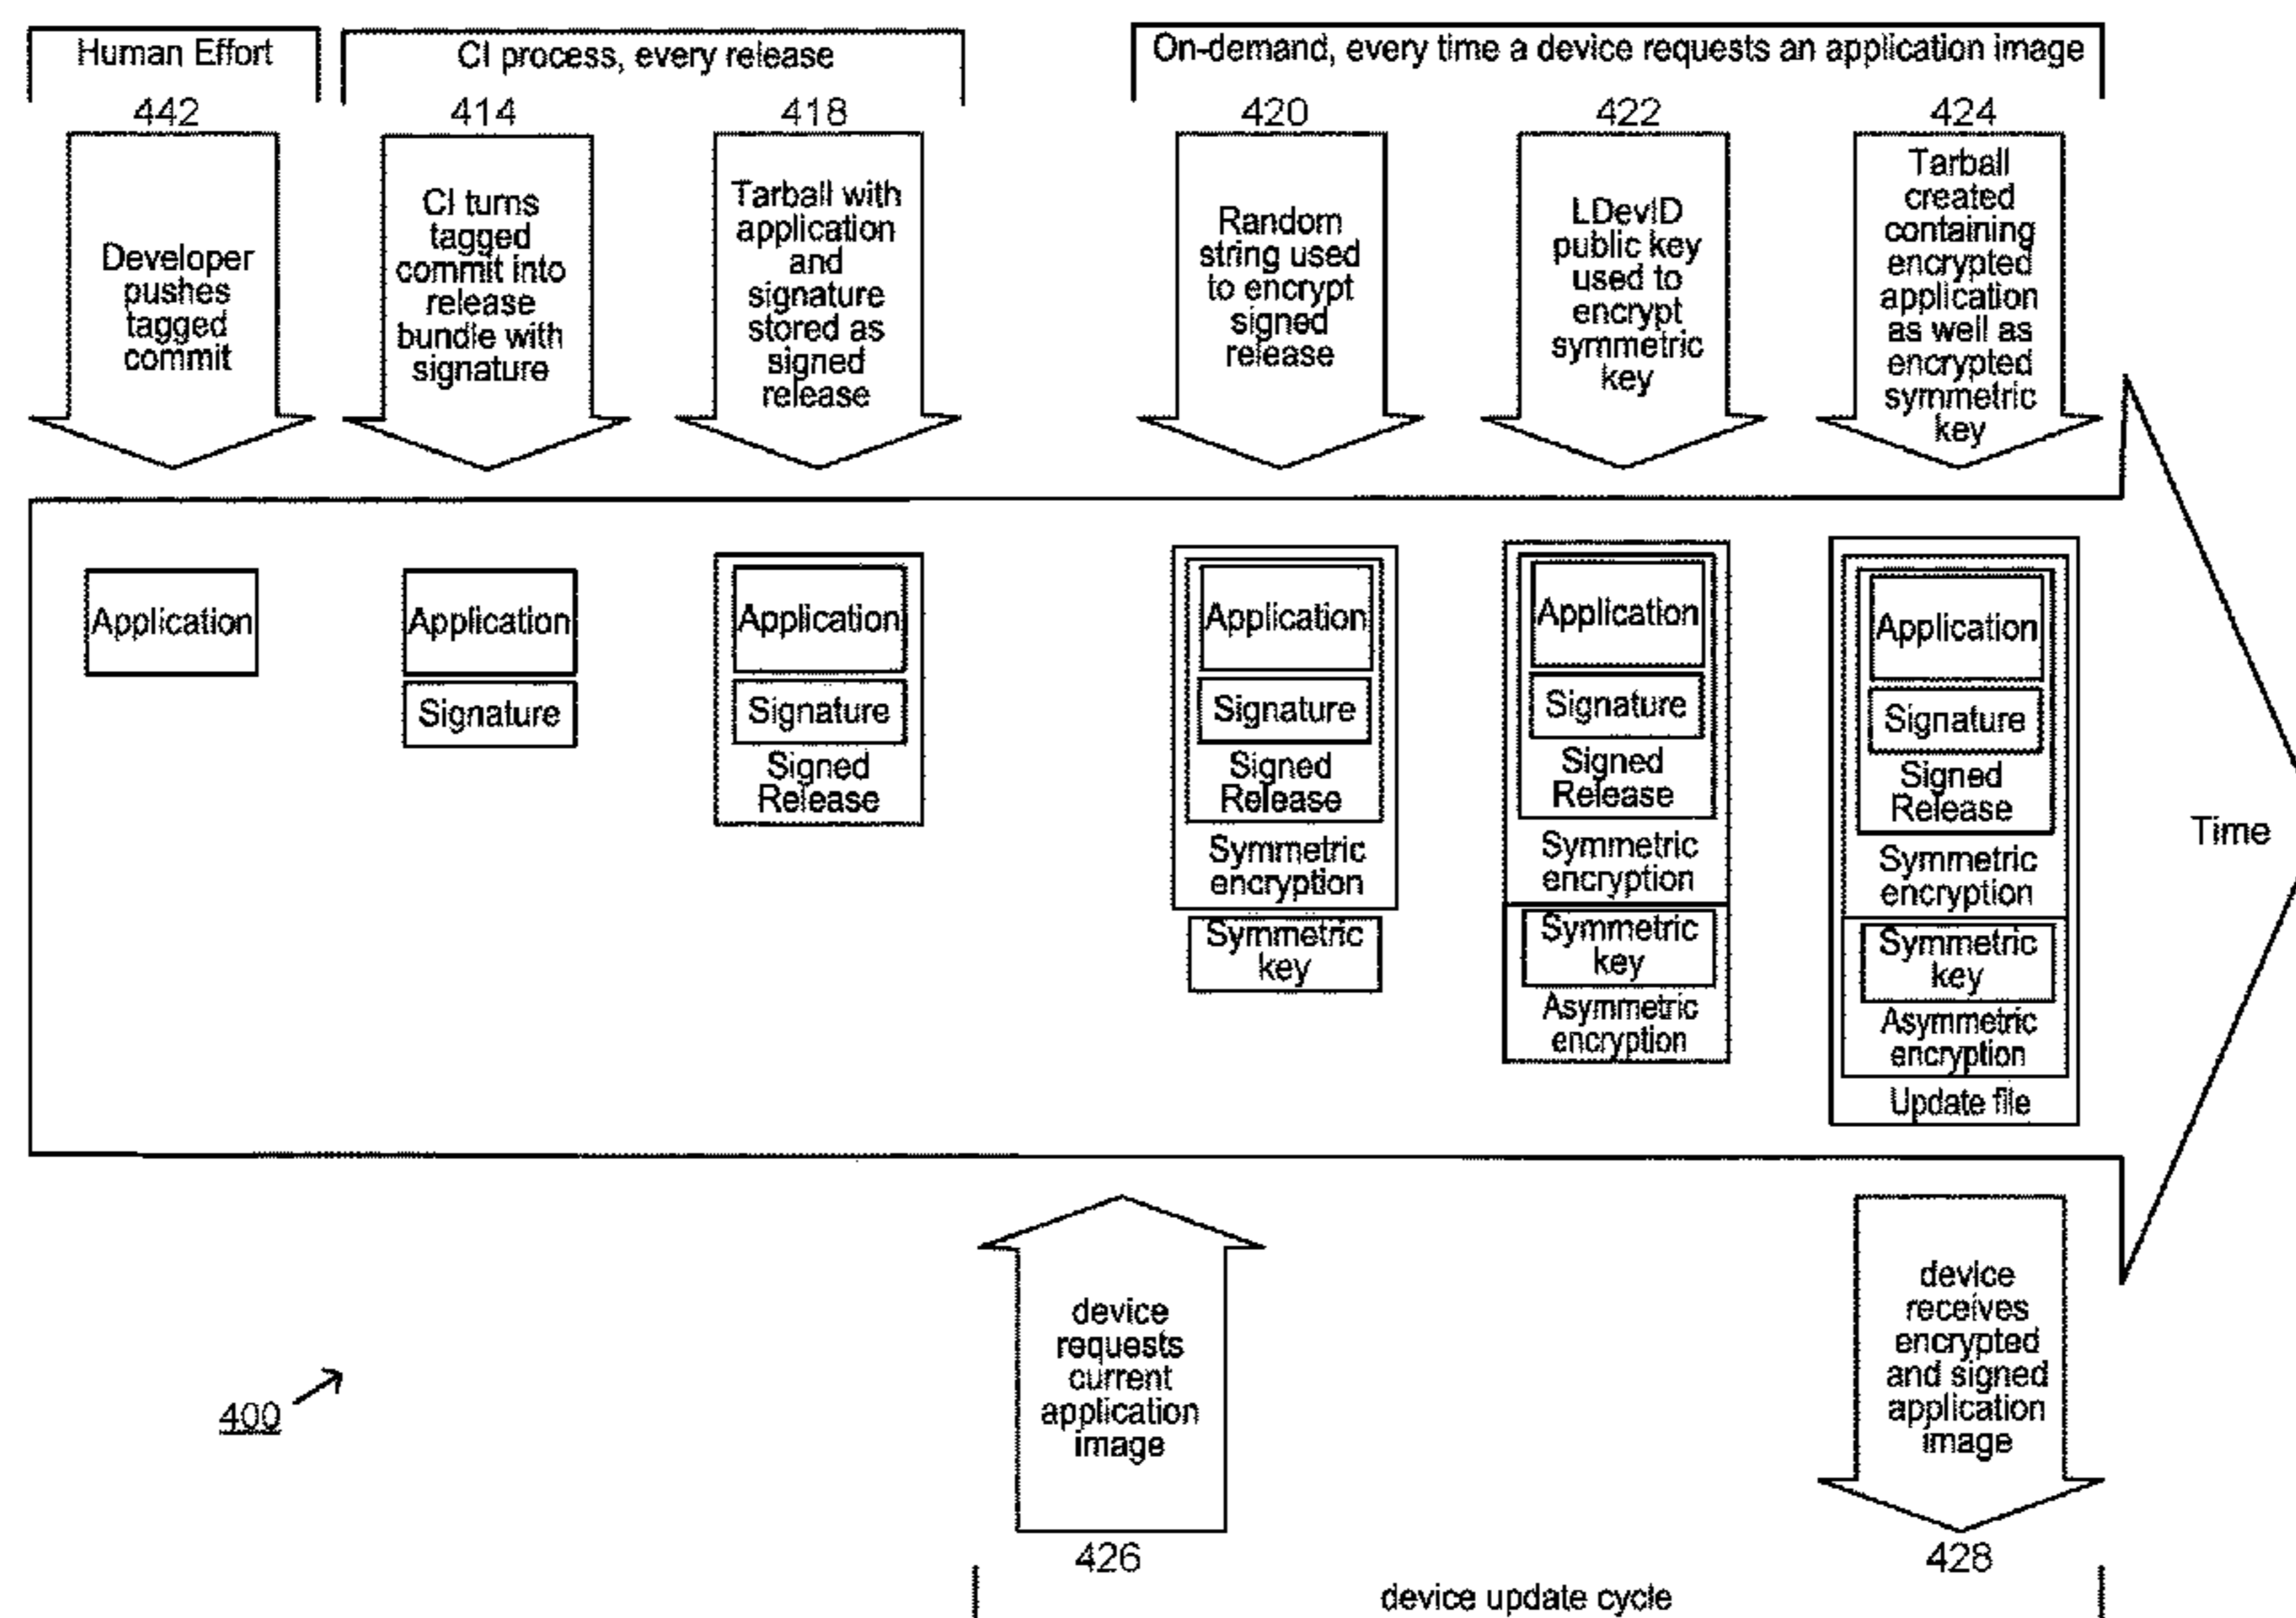 Human Effort
CI process, every release
On-demand, every time a device requests an application image
442
414
418
420
422
424
Developer
pushes
tagged
commit
CI turns
tagged
commit into
release
bundle with
signature
Tarball with
application
and
signature
stored as
signed
release
Random
string used
to encrypt
signed
release
LDevID
public key
used to
encrypt
symmetric
key
Tarball
created
containing
encrypted
application
as well as
encrypted
symmetric
key
Application
Application
Signature
Application
Signature
Signed
Release
Application
Signature
Signed
Release
Symmetric
encryption
Symmetric
key
Application
Signature
Signed
Release
Symmetric
encryption
Symmetric
key
Asymmetric
encryption
Application
Signature
Signed
Release
Symmetric
encryption
Symmetric
key
Asymmetric
encryption
Update file
Time
400
device
requests
current
application
image
426
device
receives
encrypted
and signed
application
image
428
device update cycle